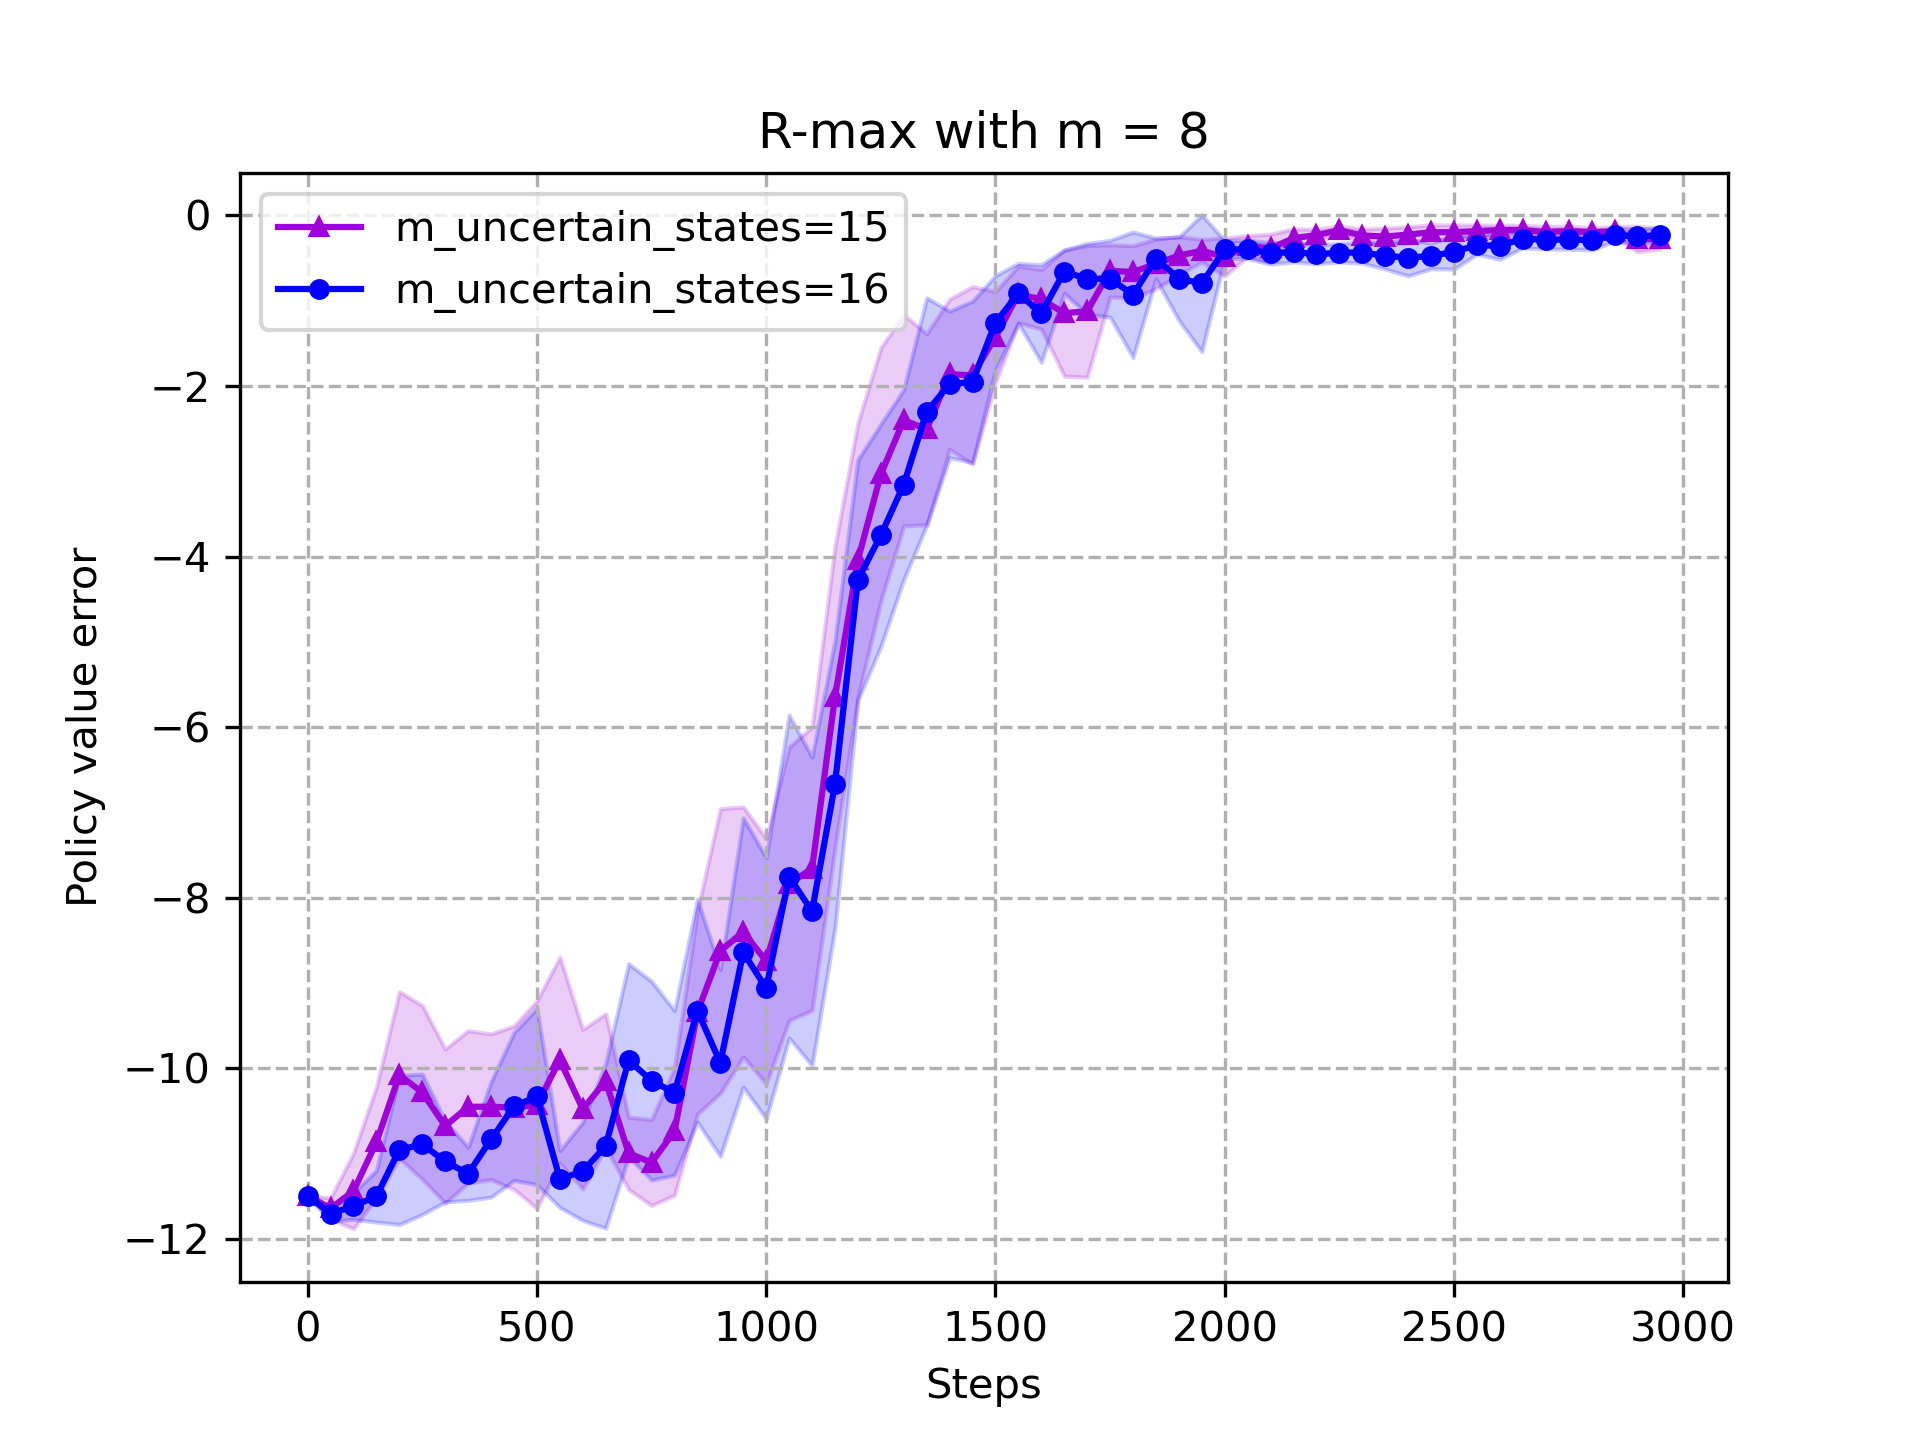 R-max with m = 8
m_uncertain_states=15
m_uncertain_states=16
Policy value error
0
−2
−4
−6
−8
−10
−12
0 500 1000 1500 2000 2500 3000
Steps